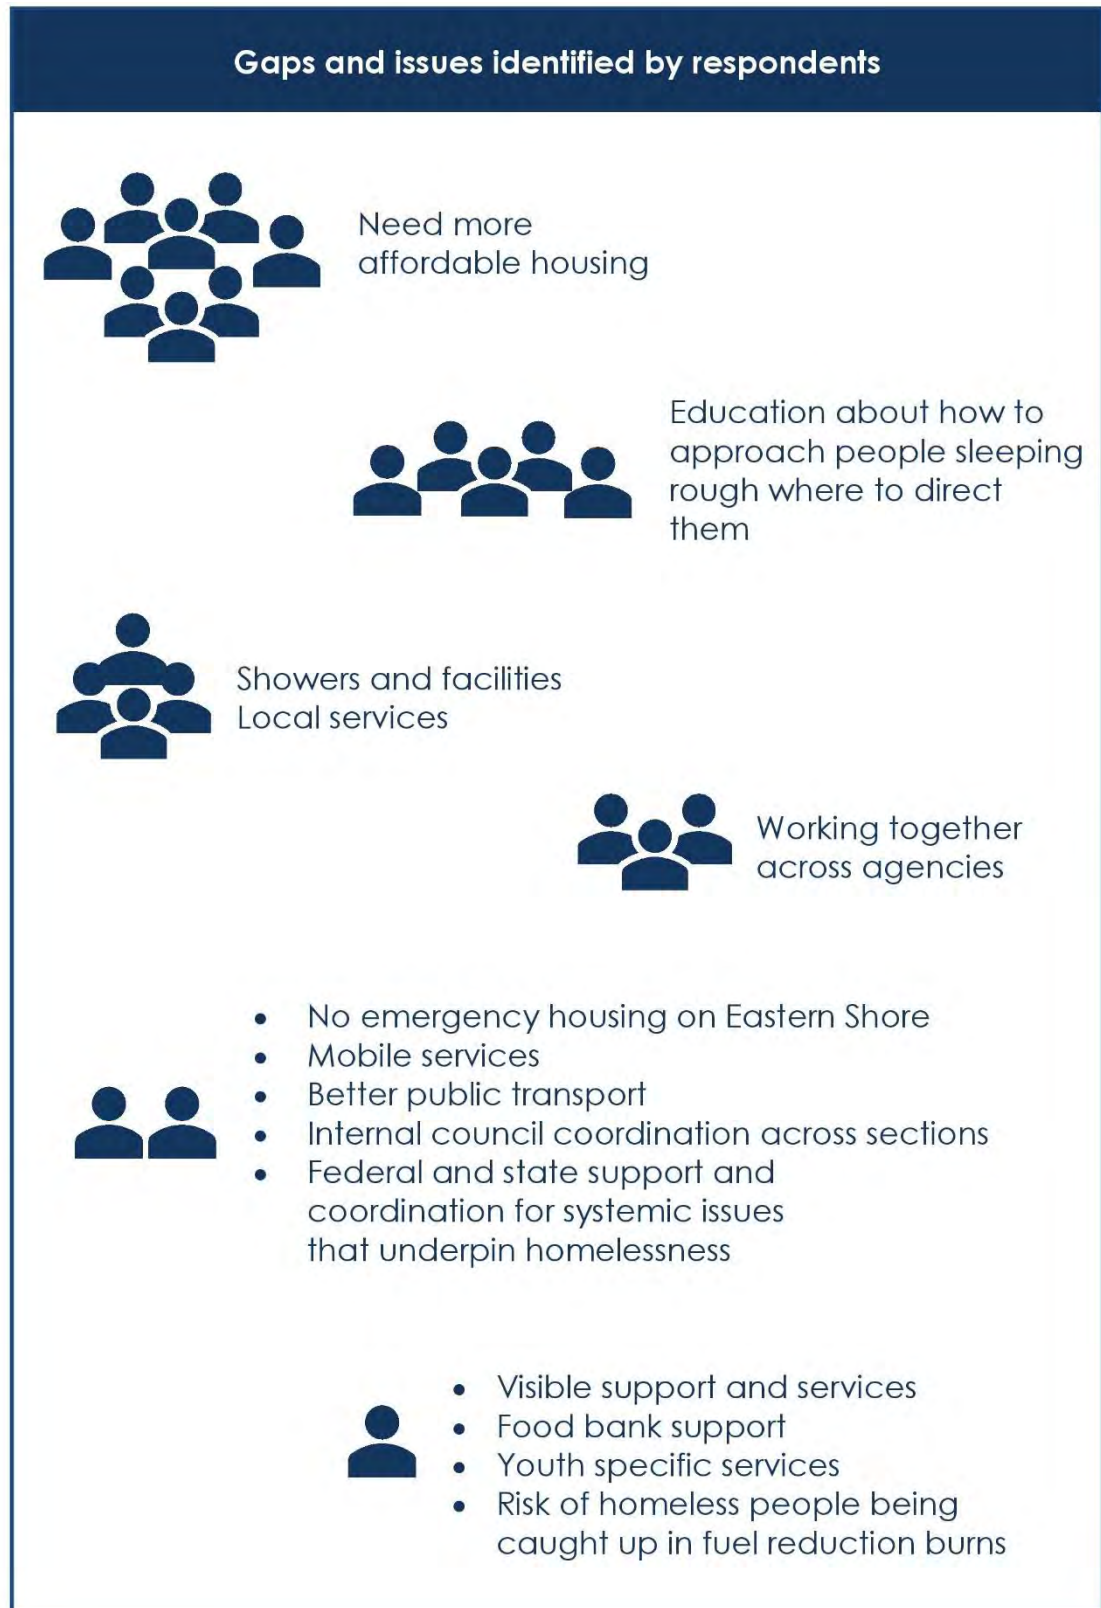 Gaps and issues identified by respondents
Need more
affordable housing
Education about how to
approach people sleeping
rough where to direct
them
Showers and facilities
Local services
Working together
across agencies
• No emergency housing on Eastern Shore
• Mobile services
• Better public transport
• Internal council coordination across sections
• Federal and state support and
coordination for systemic issues
that underpin homelessness
• Visible support and services
• Food bank support
• Youth specific services
• Risk of homeless people being
caught up in fuel reduction burns